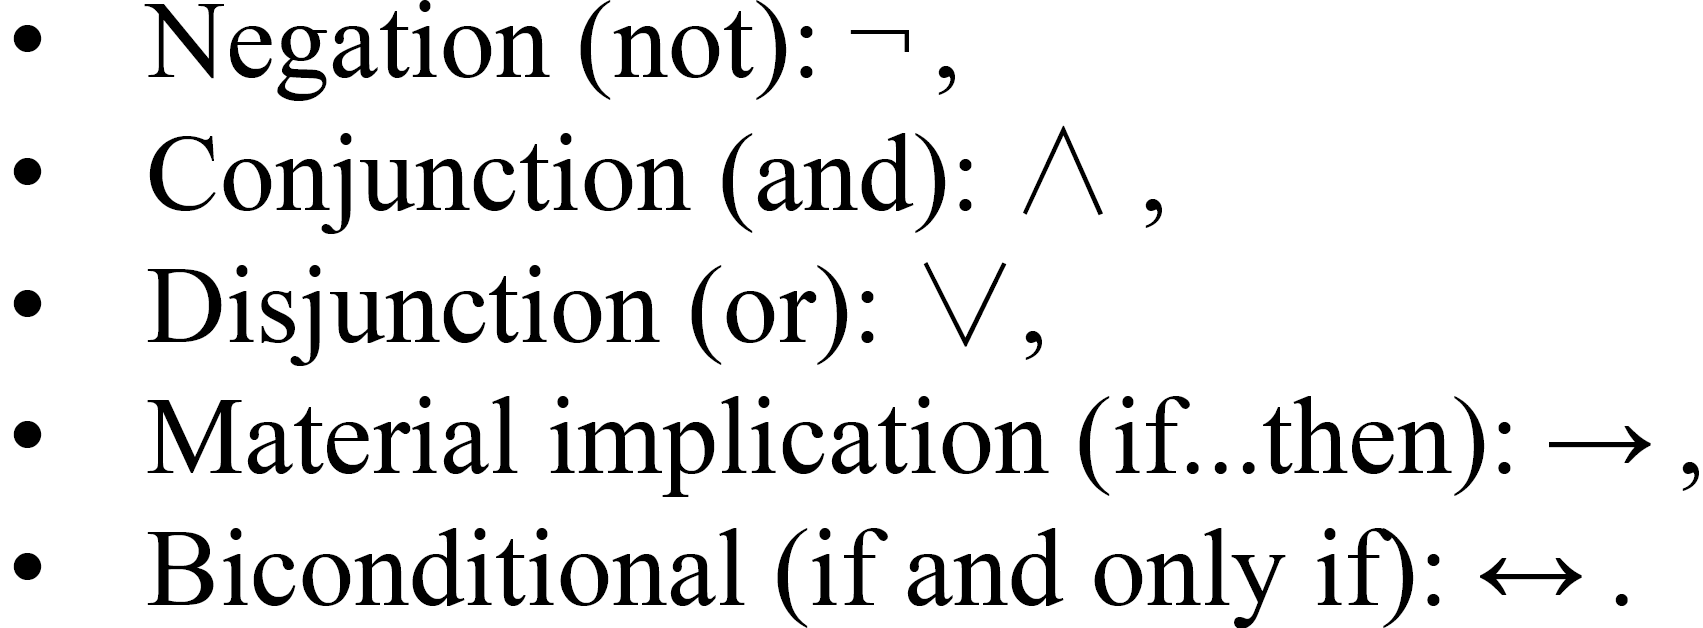 • Negation (not): ¬ ,
• Conjunction (and): ∧ ,
• Disjunction (or): ∨ ,
• Material implication (if...then): → ,
• Biconditional (if and only if): ↔ .